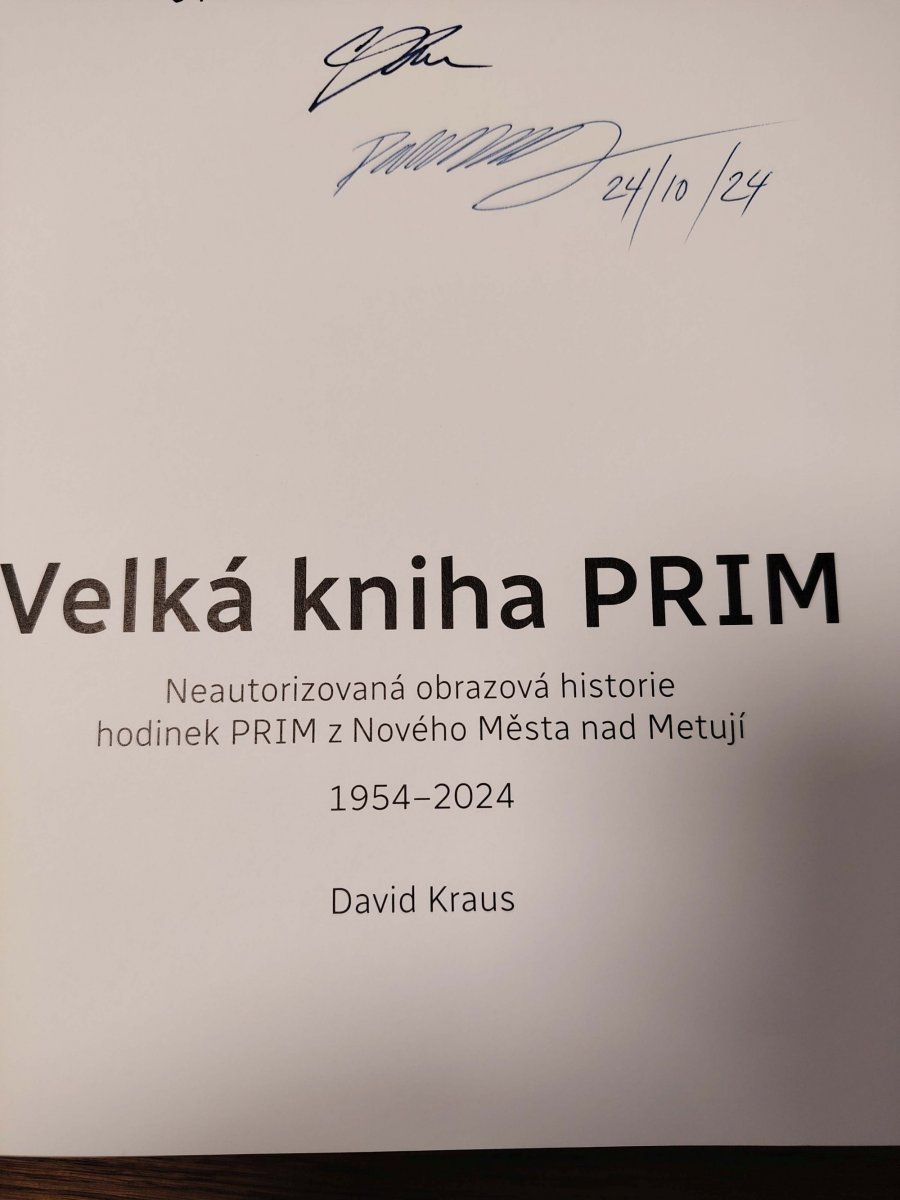 24/10/24
Velká kniha PRIM
Neautorizovaná obrazová historie
hodinek PRIM z Nového Města nad Metují
1954–2024
David Kraus